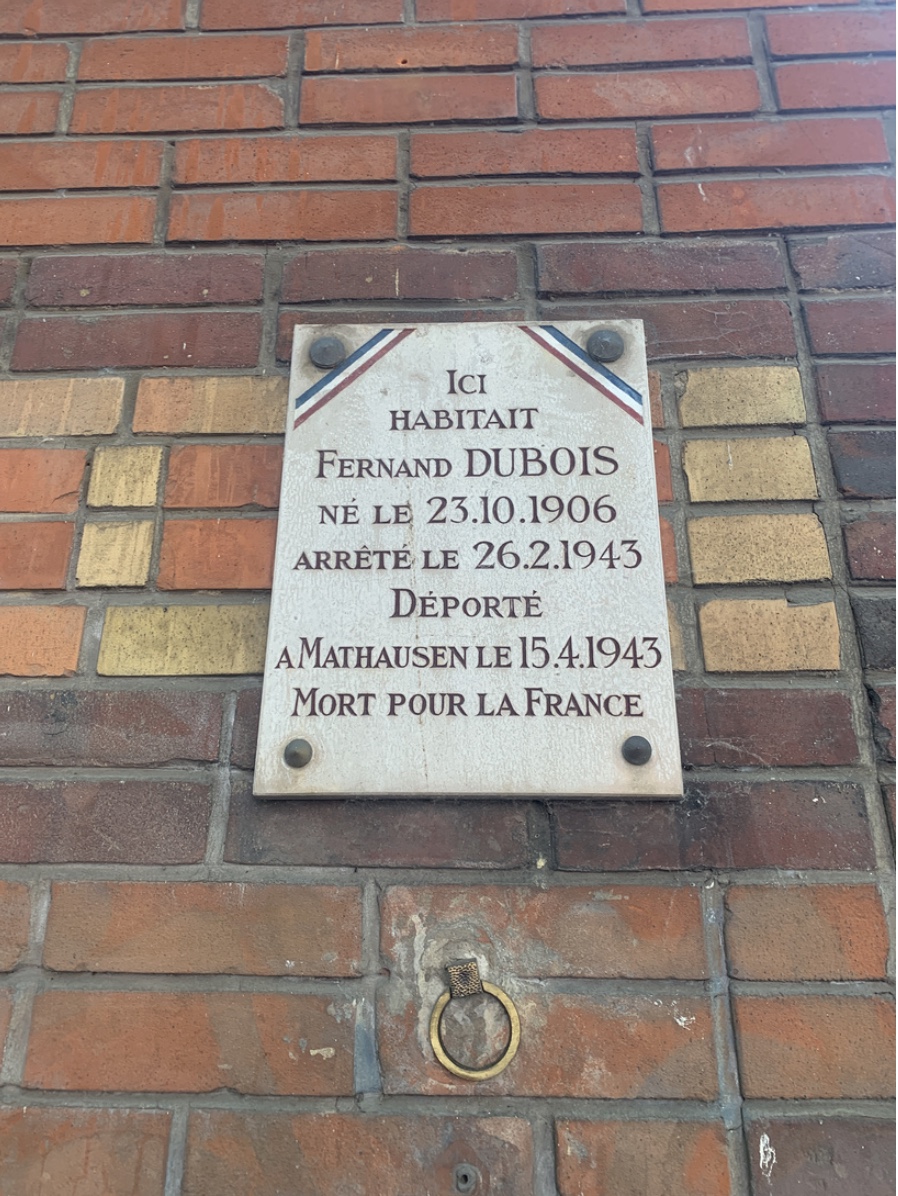 ICI
HABITAIT
FERNAND DUBOIS
NÉ LE 23.10.1906
ARRÊTÉ LE 26.2.1943
DÉPORTÉ
A MATHAUSEN LE 15.4.1943
MORT POUR LA FRANCE